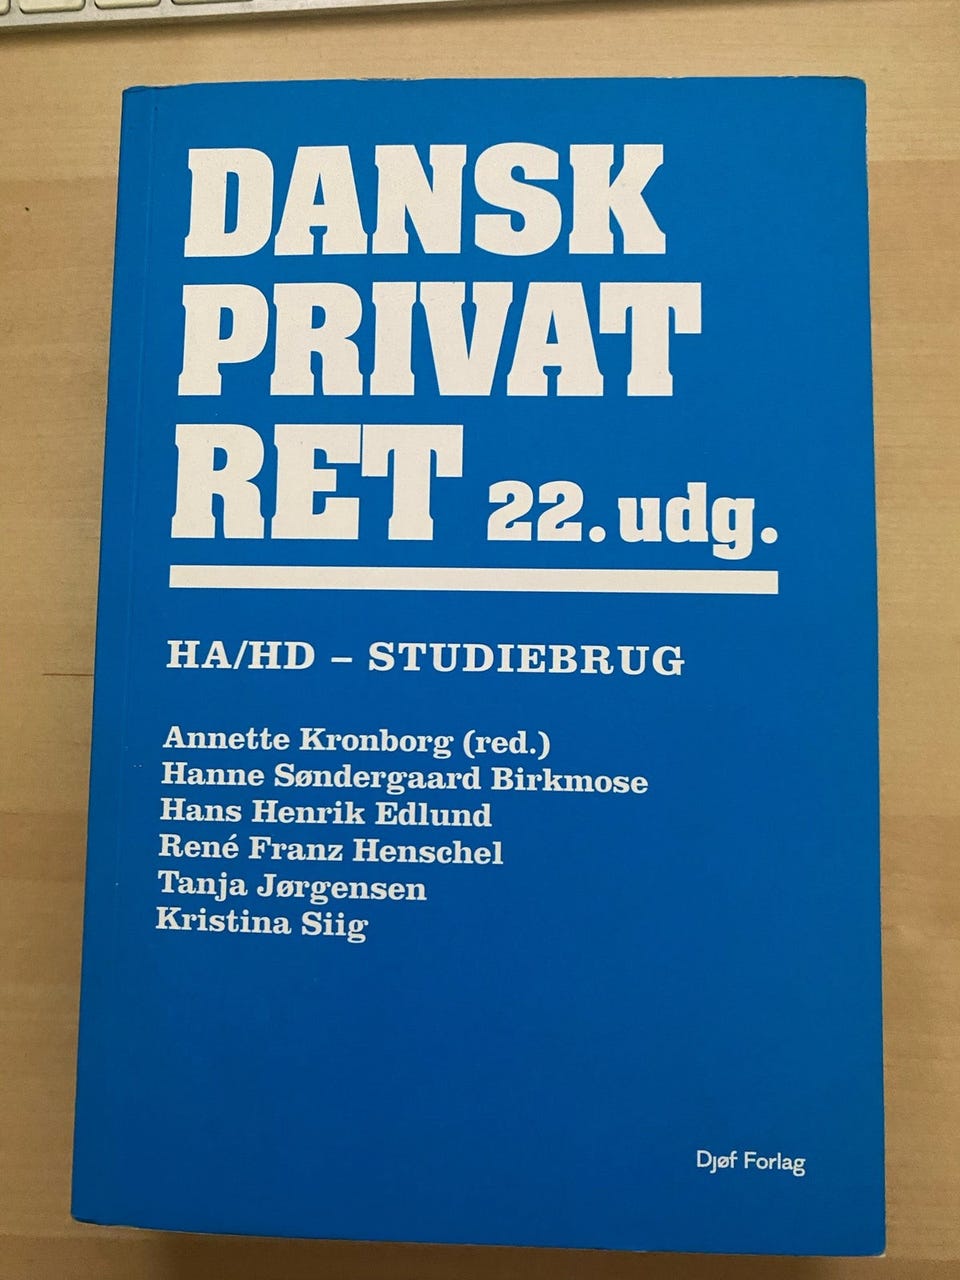 DANSK
PRIVAT
RET 22. udg.
HA/HD – STUDIEBRUG
Annette Kronborg (red.)
Hanne Søndergaard Birkmose
Hans Henrik Edlund
René Franz Henschel
Tanja Jørgensen
Kristina Siig
Djøf Forlag